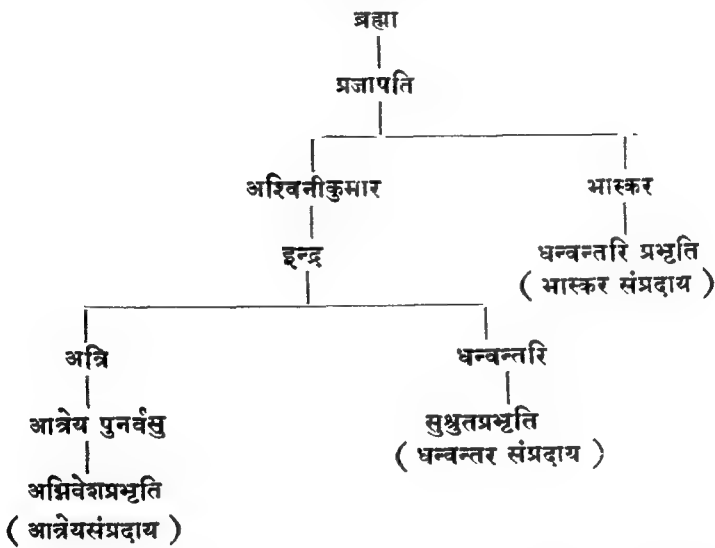 ब्रह्मा
प्रजापति
अश्विनीकुमार
भास्कर
इन्द्र
धन्वन्तरि प्रभृति
( भास्कर संप्रदाय )
अत्रि
धन्वन्तरि
आत्रेय पुनर्वसु
सुश्रुतप्रभृति
( धन्वन्तर संप्रदाय )
अग्निवेशप्रभृति
( आत्रेयसंप्रदाय )